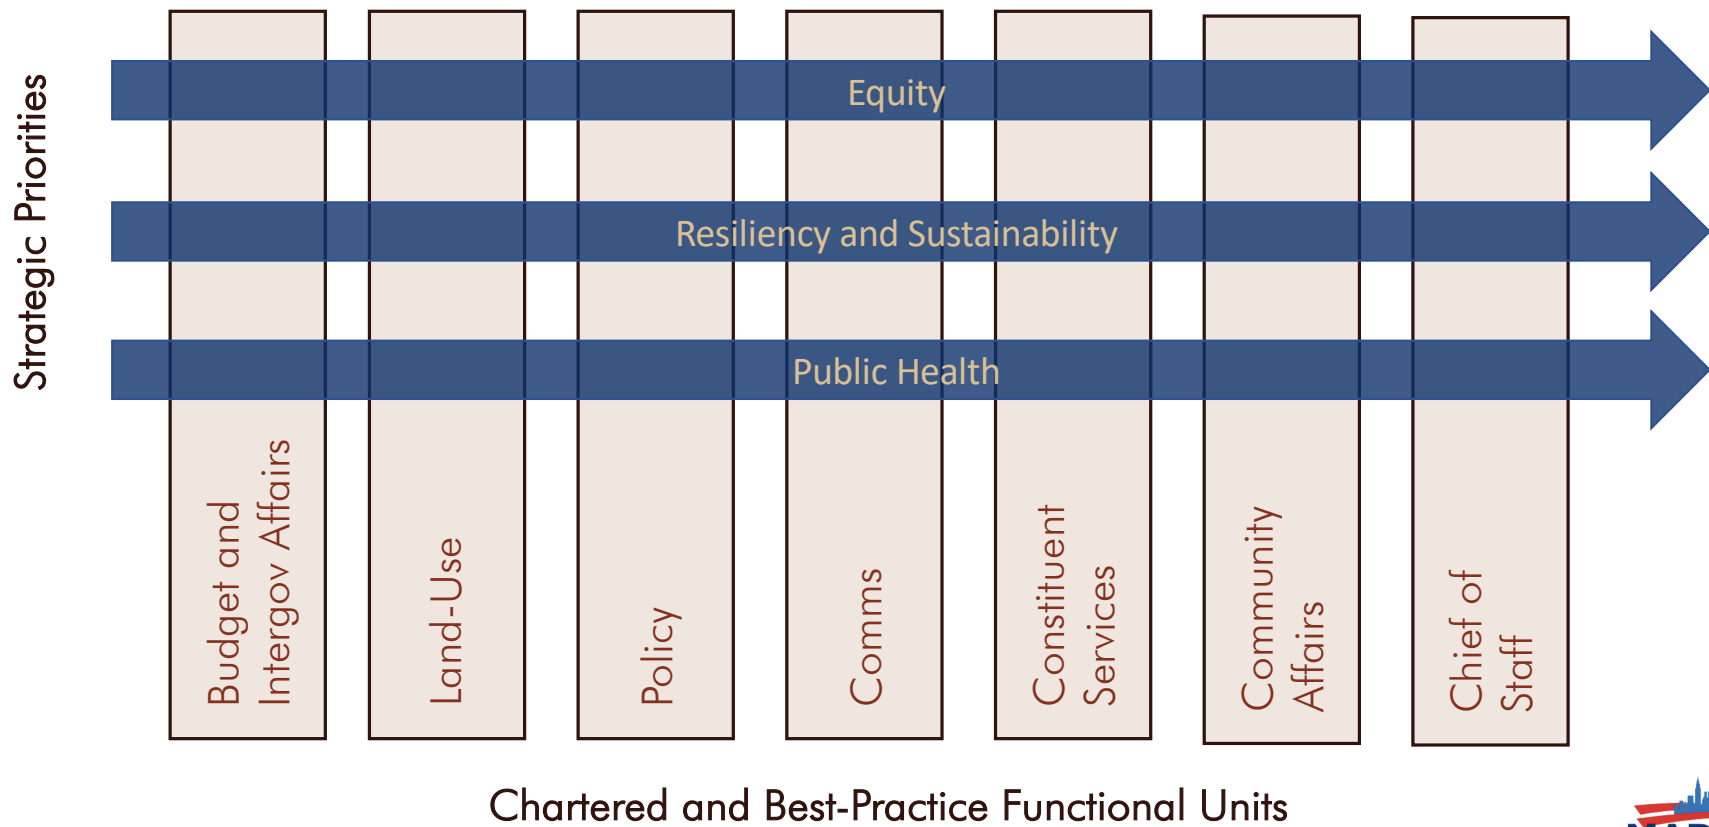 Strategic Priorities
Equity
Resiliency and Sustainability
Public Health
Budget and
Intergov Affairs
Land-Use
Policy
Comms
Constituent
Services
Community
Affairs
Chief of
Staff
Chartered and Best-Practice Functional Units